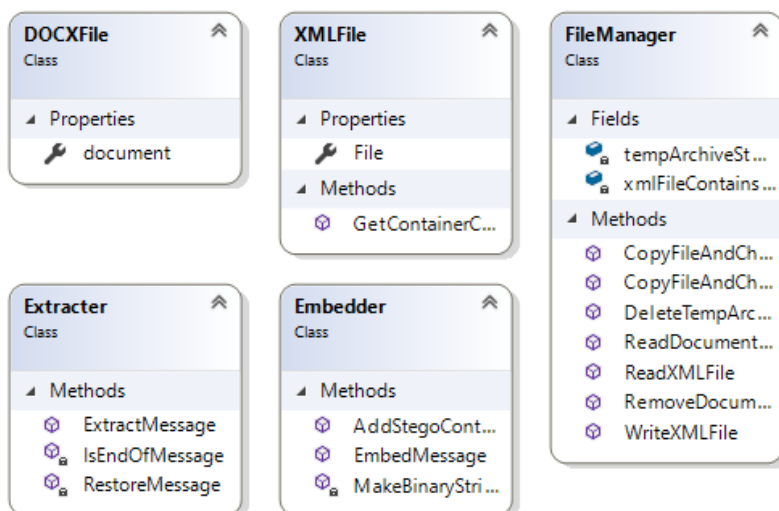 DOCXFile
Class
Properties
document
XMLFile
Class
Properties
File
Methods
GetContainerC...
FileManager
Class
Fields
tempArchiveSt...
xmlFileContains...
Methods
CopyFileAndCh...
CopyFileAndCh...
DeleteTempArc...
ReadDocument...
ReadXMLFile
RemoveDocum...
WriteXMLFile
Extracter
Class
Methods
ExtractMessage
IsEndOfMessage
RestoreMessage
Embedder
Class
Methods
AddStegoCont...
EmbedMessage
MakeBinaryStri...